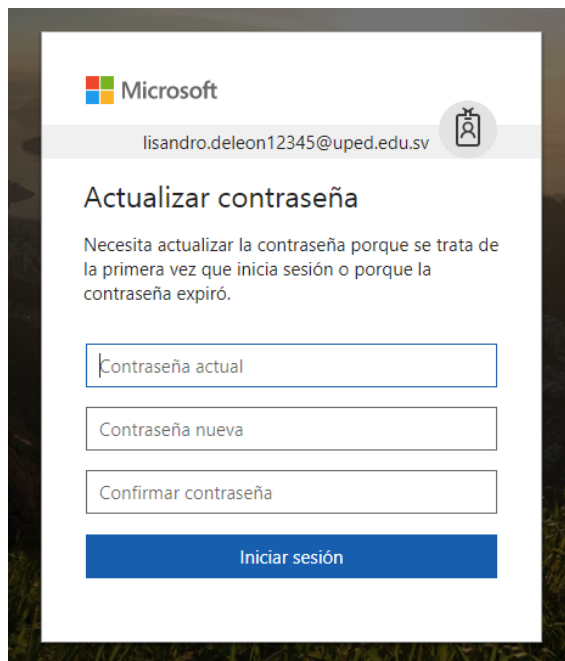 Microsoft
lisandro.deleon12345@uped.edu.sv
Actualizar contraseña
Necesita actualizar la contraseña porque se trata de
la primera vez que inicia sesión o porque la
contraseña expiró.
Contraseña actual
Contraseña nueva
Confirmar contraseña
Iniciar sesión